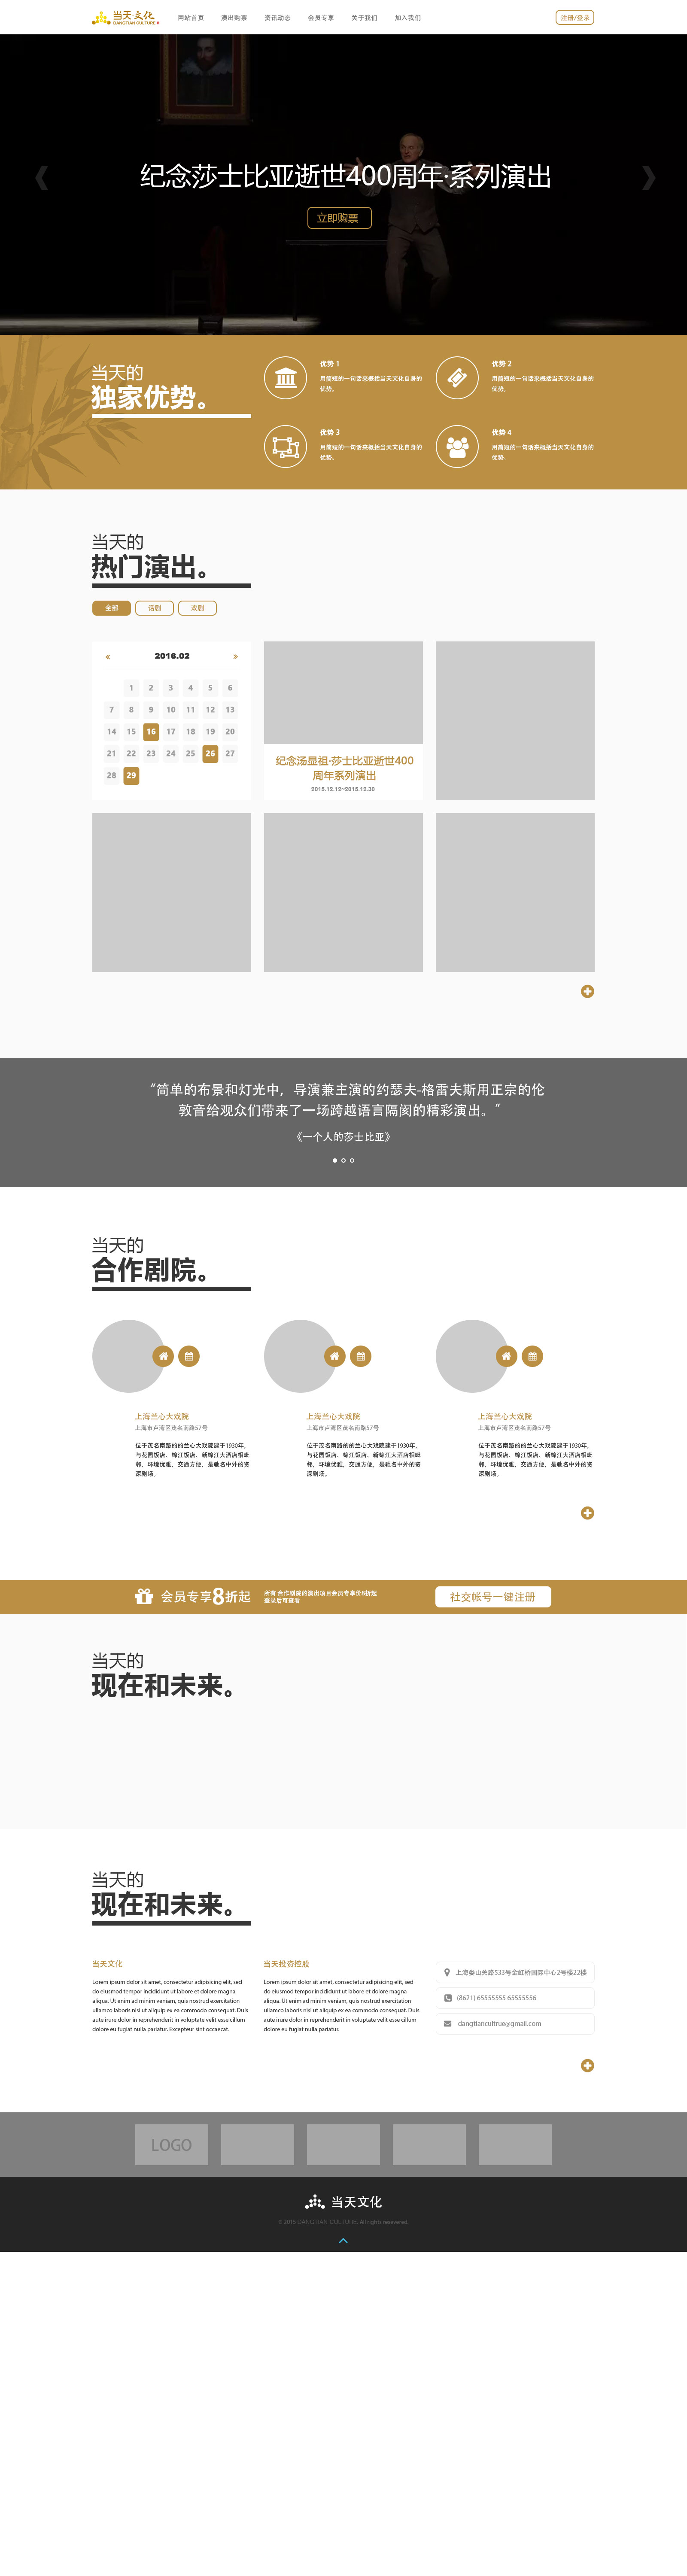 当天·文化
DANGTIAN CULTURE
网站首页 演出购票 资讯动态 会员专享 关于我们 加入我们
注册/登录
纪念莎士比亚逝世400周年·系列演出
立即购票
当天的
独家优势。
优势 1
用简短的一句话来概括当天文化自身的
优势。
优势 2
用简短的一句话来概括当天文化自身的
优势。
优势 3
用简短的一句话来概括当天文化自身的
优势。
优势 4
用简短的一句话来概括当天文化自身的
优势。
当天的
热门演出。
全部 话剧 戏剧
« 2016.02 »
1 2 3 4 5 6
7 8 9 10 11 12 13
14 15 16 17 18 19 20
21 22 23 24 25 26 27
28 29
纪念汤显祖·莎士比亚逝世400
周年系列演出
2015.12.12~2015.12.30
“简单的布景和灯光中，导演兼主演的约瑟夫-格雷夫斯用正宗的伦
敦音给观众们带来了一场跨越语言隔阂的精彩演出。”
《一个人的莎士比亚》
当天的
合作剧院。
上海兰心大戏院
上海市卢湾区茂名南路57号
位于茂名南路的的兰心大戏院建于1930年，
与花园饭店、锦江饭店、新锦江大酒店相毗
邻，环境优雅，交通方便，是驰名中外的资
深剧场。
上海兰心大戏院
上海市卢湾区茂名南路57号
位于茂名南路的的兰心大戏院建于1930年，
与花园饭店、锦江饭店、新锦江大酒店相毗
邻，环境优雅，交通方便，是驰名中外的资
深剧场。
上海兰心大戏院
上海市卢湾区茂名南路57号
位于茂名南路的的兰心大戏院建于1930年，
与花园饭店、锦江饭店、新锦江大酒店相毗
邻，环境优雅，交通方便，是驰名中外的资
深剧场。
会员专享8折起
所有合作剧院的演出项目会员专享价8折起
登录后可查看
社交帐号一键注册
当天的
现在和未来。
当天的
现在和未来。
当天文化
Lorem ipsum dolor sit amet, consectetur adipisicing elit, sed
do eiusmod tempor incididunt ut labore et dolore magna
aliqua. Ut enim ad minim veniam, quis nostrud exercitation
ullamco laboris nisi ut aliquip ex ea commodo consequat. Duis
aute irure dolor in reprehenderit in voluptate velit esse cillum
dolore eu fugiat nulla pariatur. Excepteur sint occaecat.
当天投资控股
Lorem ipsum dolor sit amet, consectetur adipisicing elit, sed
do eiusmod tempor incididunt ut labore et dolore magna
aliqua. Ut enim ad minim veniam, quis nostrud exercitation
ullamco laboris nisi ut aliquip ex ea commodo consequat. Duis
aute irure dolor in reprehenderit in voluptate velit esse cillum
dolore eu fugiat nulla pariatur.
上海娄山关路533号金虹桥国际中心2号楼22楼
(8621) 65555555 65555556
dangtiancultrue@gmail.com
LOGO
当天文化
© 2015 DANGTIAN CULTURE. All rights reserved.